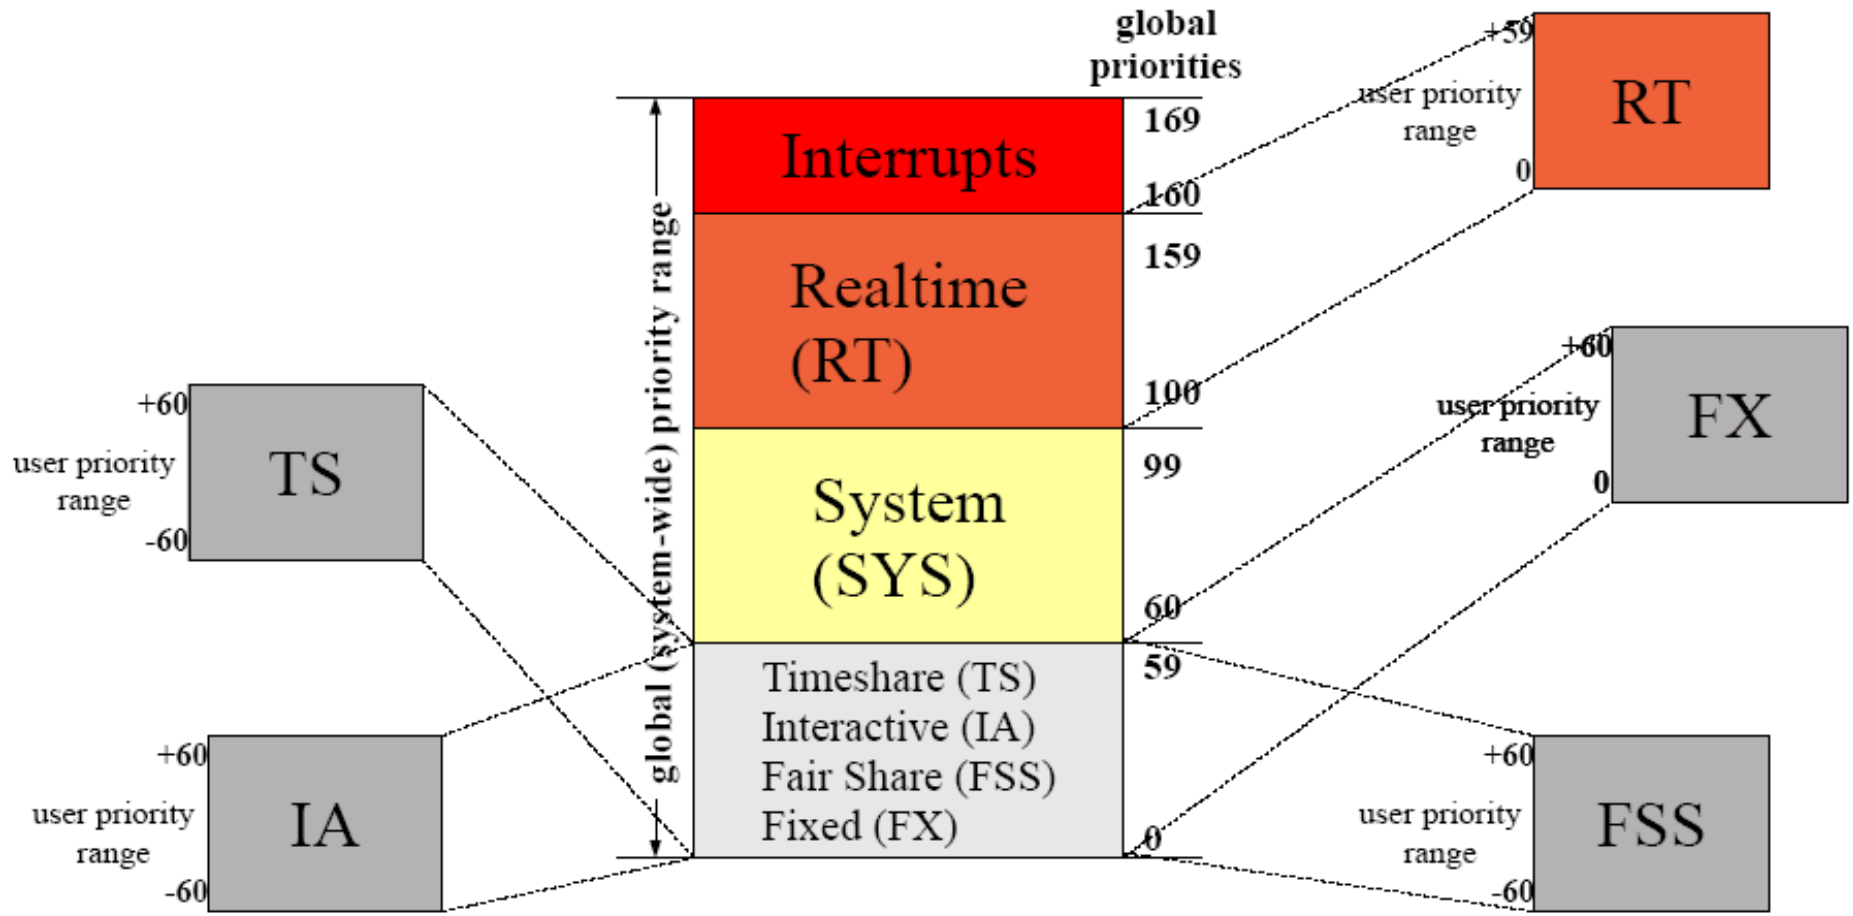 global
priorities
169
Interrupts
160
159
Realtime
(RT)
100
99
System
(SYS)
60
59
Timeshare (TS)
Interactive (IA)
Fair Share (FSS)
Fixed (FX)
0
global (system-wide) priority range
+60
user priority
range
-60
TS
+60
user priority
range
-60
IA
+59
user priority
range
0
RT
+60
user priority
range
0
FX
+60
user priority
range
-60
FSS